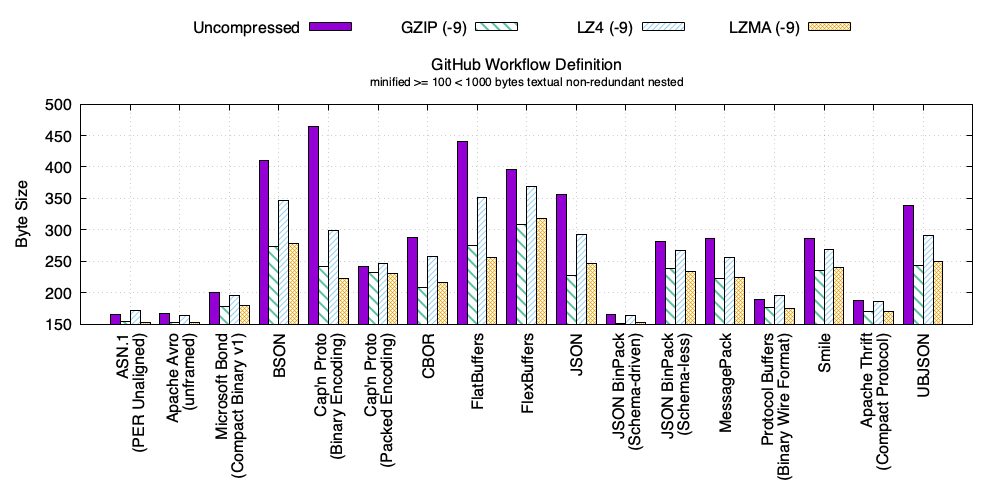 Uncompressed GZIP (-9) LZ4 (-9) LZMA (-9)
GitHub Workflow Definition
minified >= 100 < 1000 bytes textual non-redundant nested
Byte Size
500
450
400
350
300
250
200
150
ASN.1
(PER Unaligned)
Apache Avro
(unframed)
Microsoft Bond
(Compact Binary v1)
BSON
Cap'n Proto
(Binary Encoding)
Cap'n Proto
(Packed Encoding)
CBOR
FlatBuffers
FlexBuffers
JSON
JSON BinPack
(Schema-driven)
JSON BinPack
(Schema-less)
MessagePack
Protocol Buffers
(Binary Wire Format)
Smile
Apache Thrift
(Compact Protocol)
UBJSON